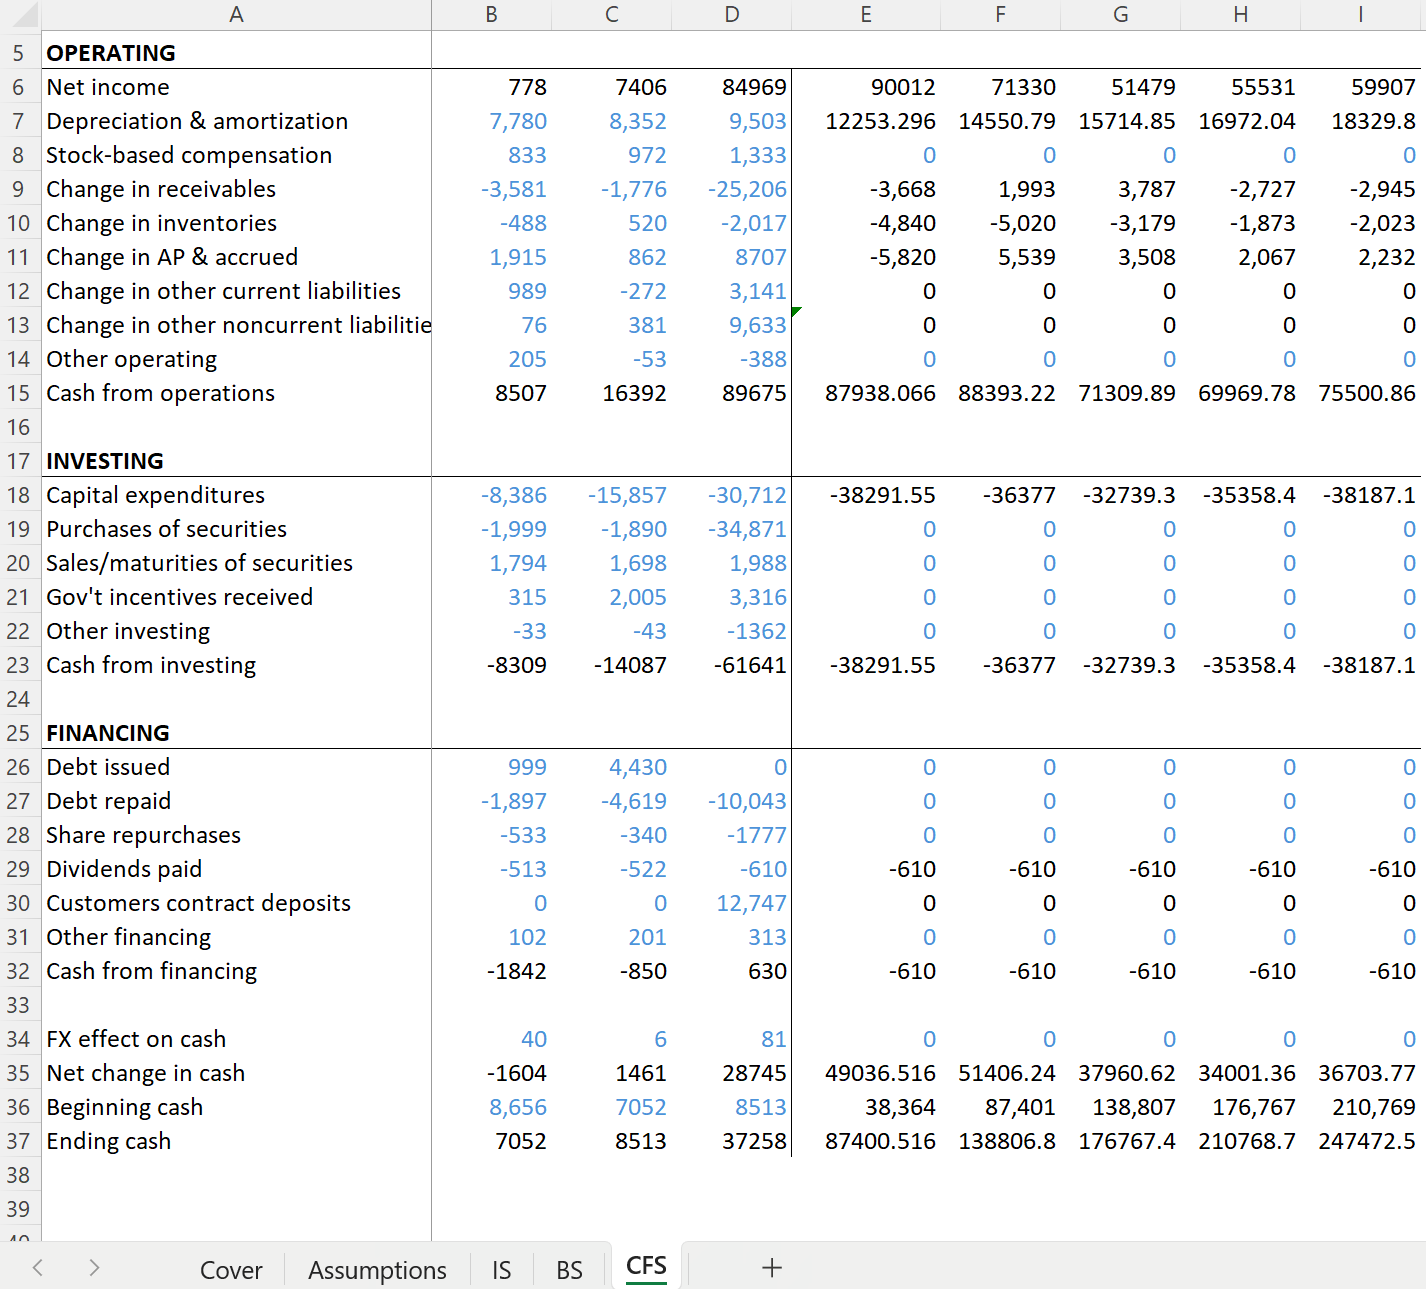 A B C D E F G H I
5 OPERATING
6 Net income 778 7406 84969 90012 71330 51479 55531 59907
7 Depreciation & amortization 7,780 8,352 9,503 12253.296 14550.79 15714.85 16972.04 18329.8
8 Stock-based compensation 833 972 1,333 0 0 0 0 0
9 Change in receivables -3,581 -1,776 -25,206 -3,668 1,993 3,787 -2,727 -2,945
10 Change in inventories -488 520 -2,017 -4,840 -5,020 -3,179 -1,873 -2,023
11 Change in AP & accrued 1,915 862 8707 -5,820 5,539 3,508 2,067 2,232
12 Change in other current liabilities 989 -272 3,141 0 0 0 0 0
13 Change in other noncurrent liabilitie 76 381 9,633 0 0 0 0 0
14 Other operating 205 -53 -388 0 0 0 0 0
15 Cash from operations 8507 16392 89675 87938.066 88393.22 71309.89 69969.78 75500.86
16
17 INVESTING
18 Capital expenditures -8,386 -15,857 -30,712 -38291.55 -36377 -32739.3 -35358.4 -38187.1
19 Purchases of securities -1,999 -1,890 -34,871 0 0 0 0 0
20 Sales/maturities of securities 1,794 1,698 1,988 0 0 0 0 0
21 Gov't incentives received 315 2,005 3,316 0 0 0 0 0
22 Other investing -33 -43 -1362 0 0 0 0 0
23 Cash from investing -8309 -14087 -61641 -38291.55 -36377 -32739.3 -35358.4 -38187.1
24
25 FINANCING
26 Debt issued 999 4,430 0 0 0 0 0 0
27 Debt repaid -1,897 -4,619 -10,043 0 0 0 0 0
28 Share repurchases -533 -340 -1777 0 0 0 0 0
29 Dividends paid -513 -522 -610 -610 -610 -610 -610 -610
30 Customers contract deposits 0 0 12,747 0 0 0 0 0
31 Other financing 102 201 313 0 0 0 0 0
32 Cash from financing -1842 -850 630 -610 -610 -610 -610 -610
33
34 FX effect on cash 40 6 81 0 0 0 0 0
35 Net change in cash -1604 1461 28745 49036.516 51406.24 37960.62 34001.36 36703.77
36 Beginning cash 8,656 7052 8513 38,364 87,401 138,807 176,767 210,769
37 Ending cash 7052 8513 37258 87400.516 138806.8 176767.4 210768.7 247472.5
38
39
40
Cover Assumptions IS BS CFS +